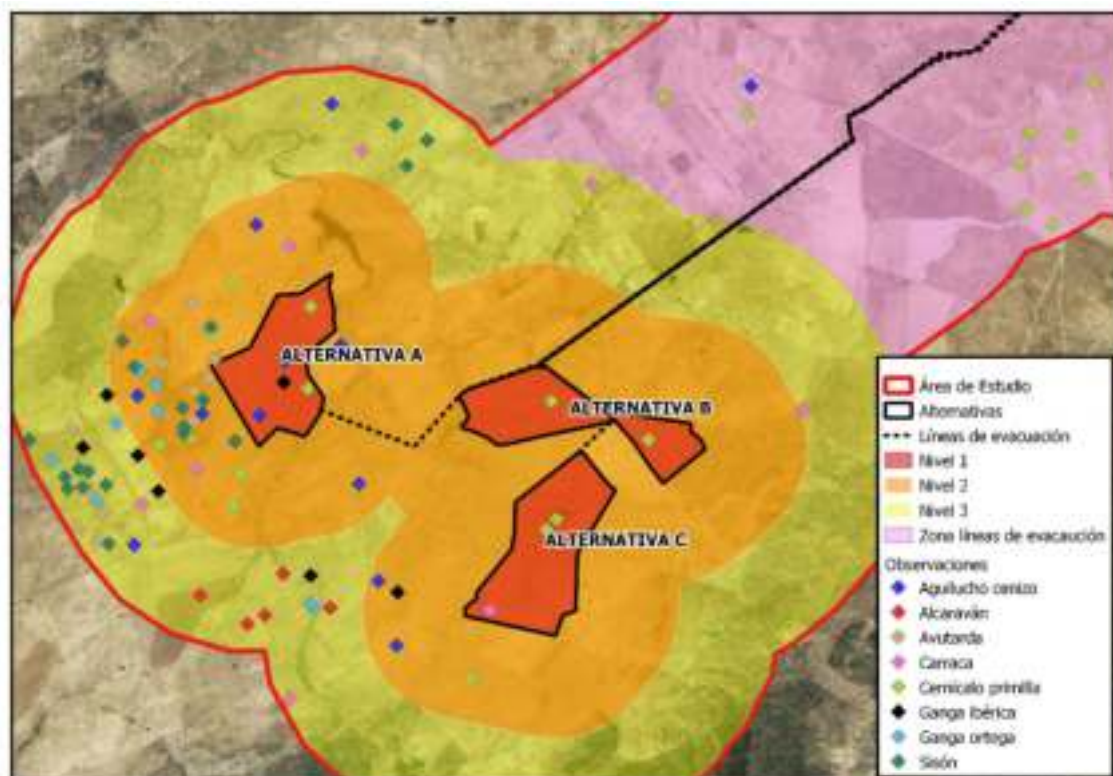 ALTERNATIVA A
ALTERNATIVA B
ALTERNATIVA C
Área de Estudio
Alternativas
Líneas de evacuación
Nivel 1
Nivel 2
Nivel 3
Zona líneas de evacaución
Observaciones
Aguilucho cenizo
Alcaraván
Avutarda
Carraca
Cernícalo primilla
Ganga ibérica
Ganga ortega
Sisón